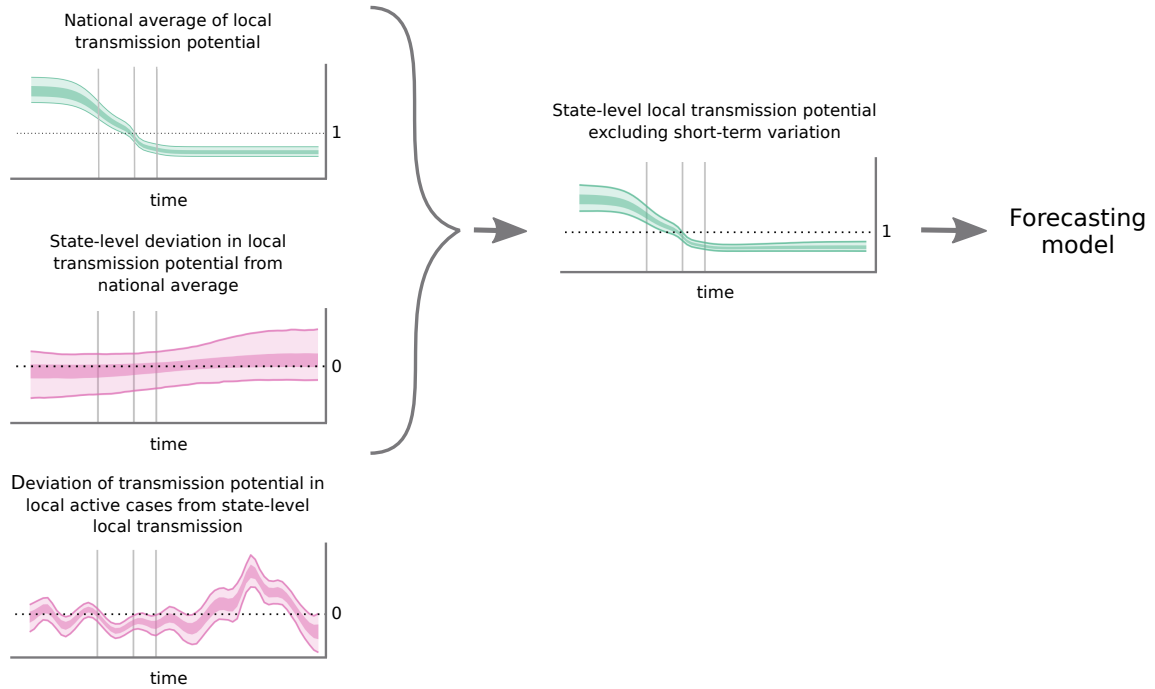 National average of local
transmission potential
1
time
State-level deviation in local
transmission potential from
national average
0
time
Deviation of transmission potential in
local active cases from state-level
local transmission
0
time
State-level local transmission potential
excluding short-term variation
1
time
Forecasting
model